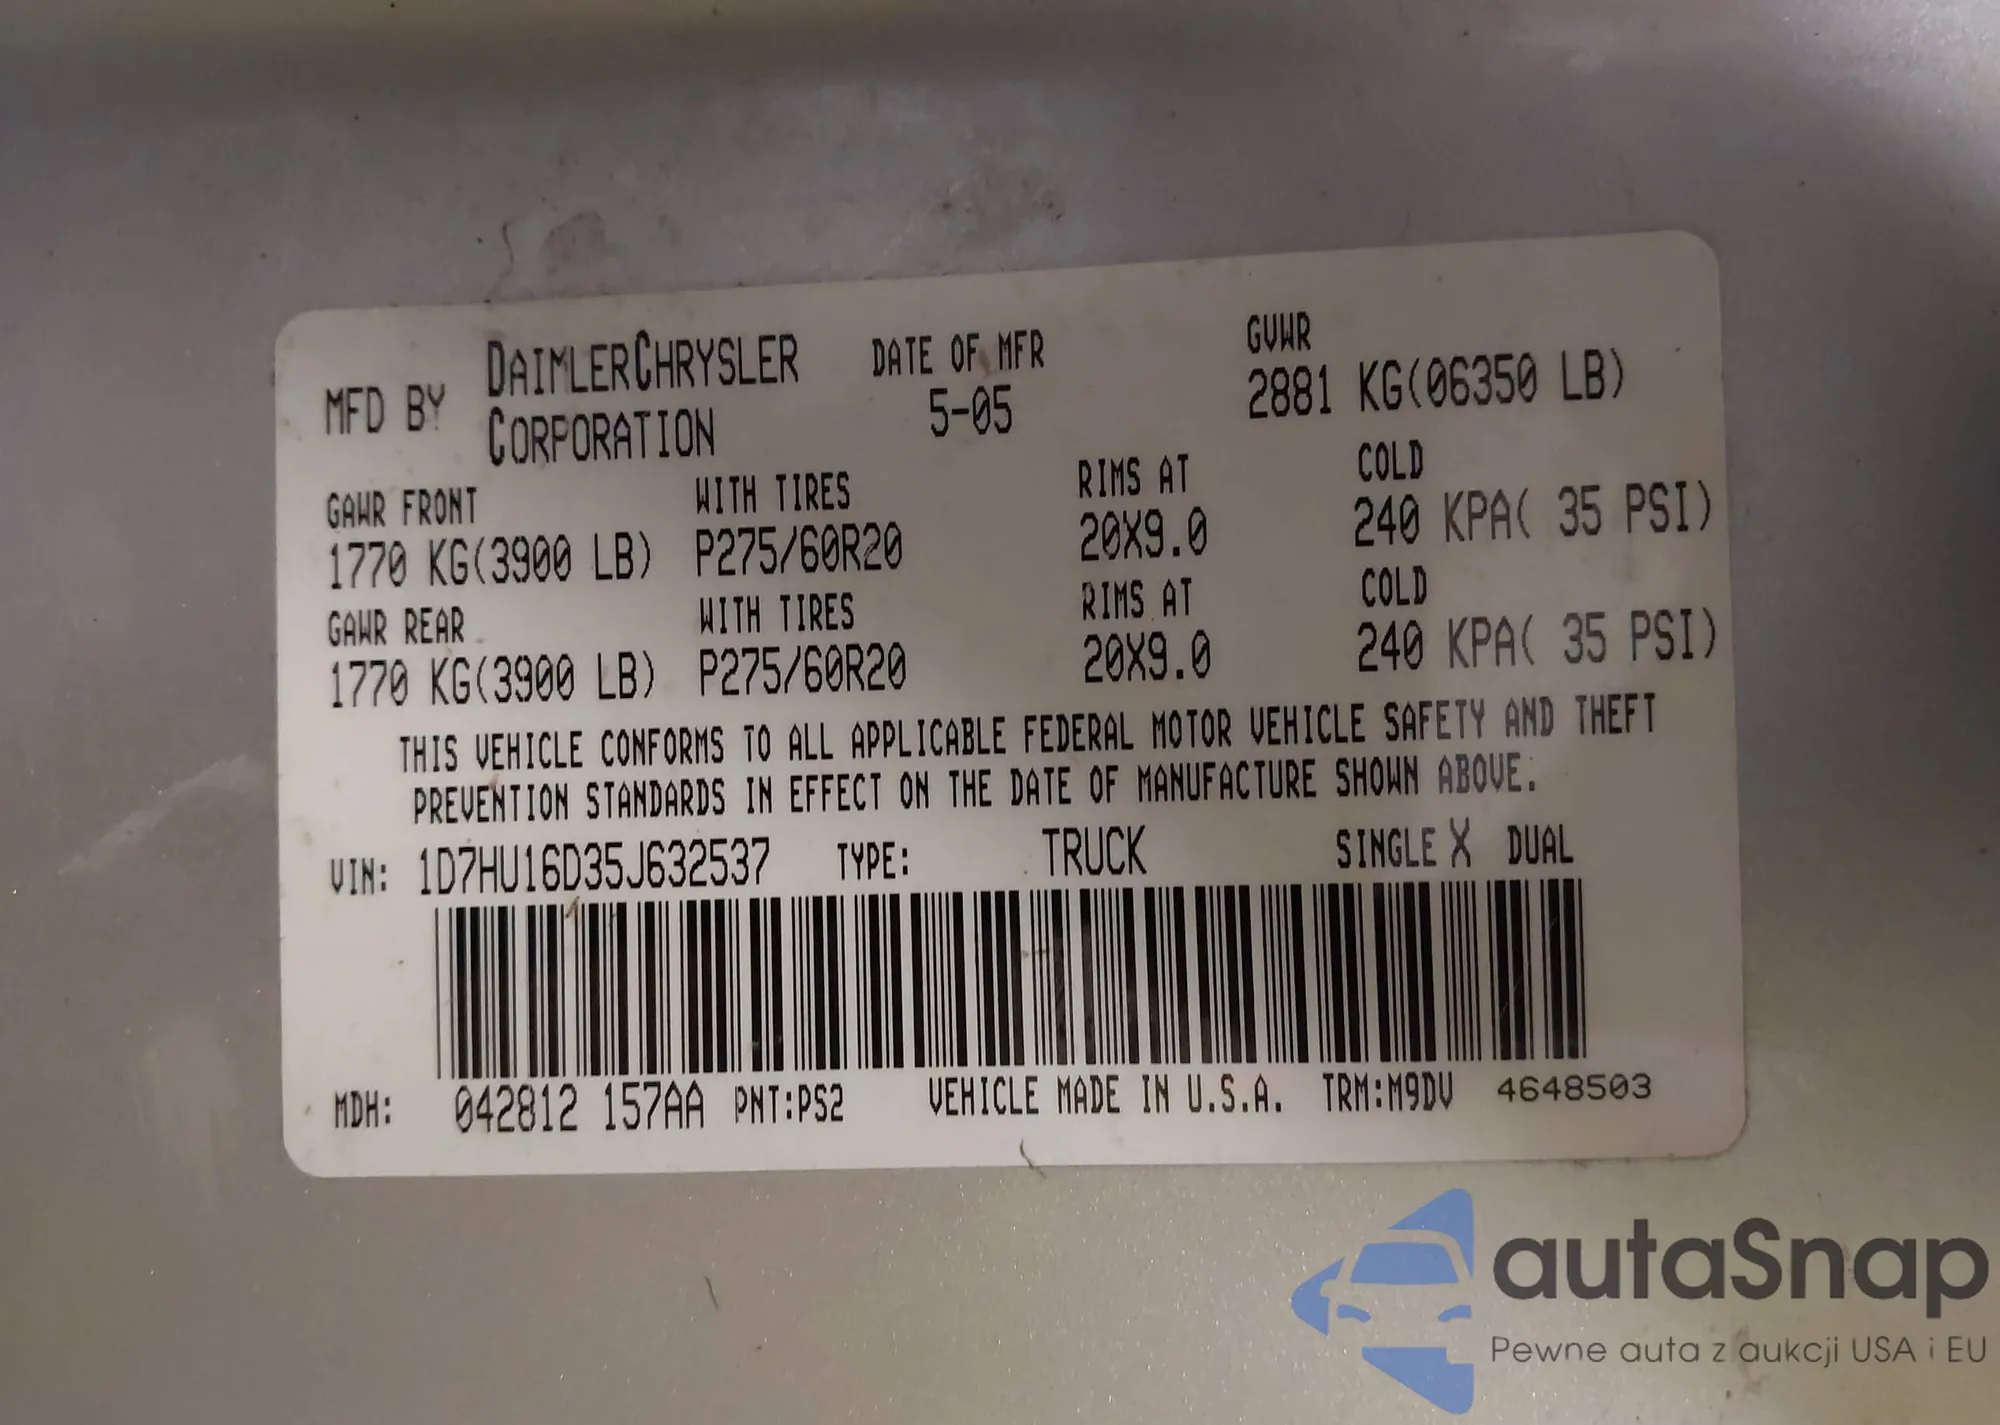 MFD BY DAIMLERCHRYSLER CORPORATION DATE OF MFR 5-05 GVWR 2881 KG(06350 LB)
GAWR FRONT WITH TIRES RIMS AT COLD
1770 KG(3900 LB) P275/60R20 20X9.0 240 KPA( 35 PSI)
GAWR REAR WITH TIRES RIMS AT COLD
1770 KG(3900 LB) P275/60R20 20X9.0 240 KPA( 35 PSI)
THIS VEHICLE CONFORMS TO ALL APPLICABLE FEDERAL MOTOR VEHICLE SAFETY AND THEFT
PREVENTION STANDARDS IN EFFECT ON THE DATE OF MANUFACTURE SHOWN ABOVE.
VIN: 1D7HU16D35J632537 TYPE: TRUCK SINGLE X DUAL
MDH: 042812 157AA PNT:PS2 VEHICLE MADE IN U.S.A. TRM:M9DV 4648503
autaSnap
Pewne auta z aukcji USA i EU